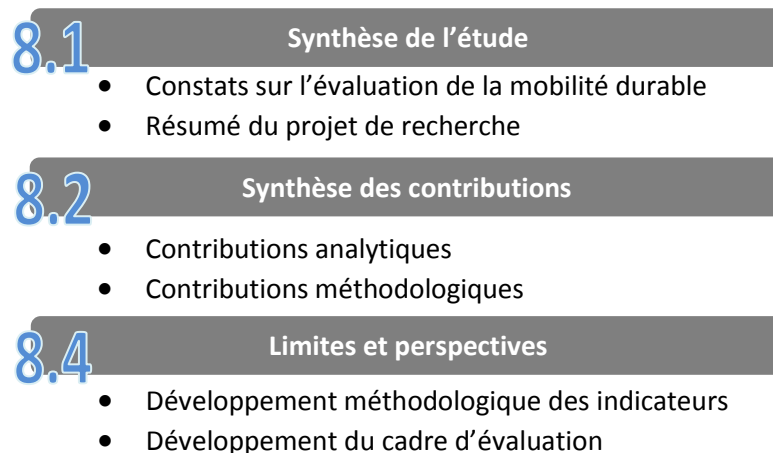 8.1 Synthèse de l’étude
• Constats sur l’évaluation de la mobilité durable
• Résumé du projet de recherche
8.2 Synthèse des contributions
• Contributions analytiques
• Contributions méthodologiques
8.4 Limites et perspectives
• Développement méthodologique des indicateurs
• Développement du cadre d’évaluation